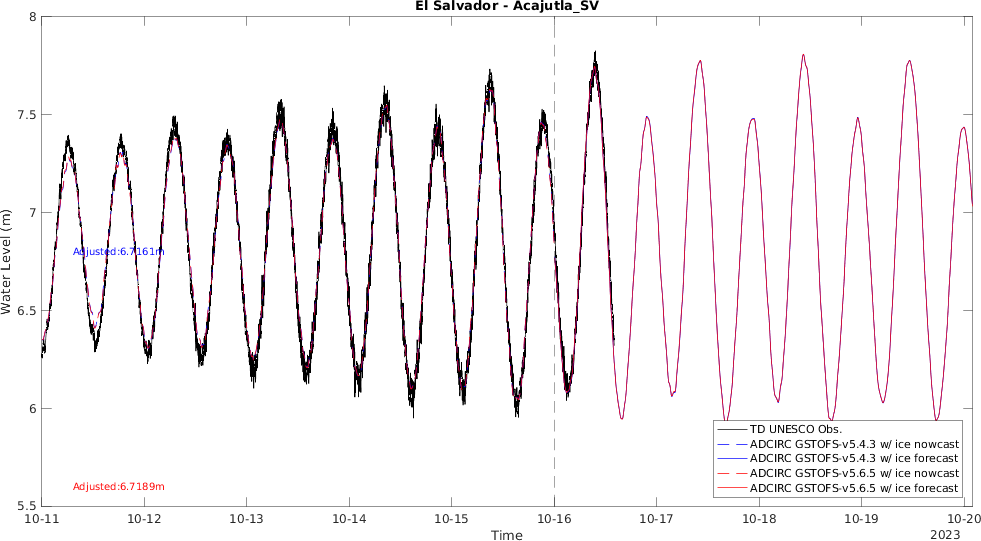 El Salvador - Acajutla_SV
8
7.5
7
6.5
6
5.5
Water Level (m)
Adjusted:6.7161m
Adjusted:6.7189m
TD UNESCO Obs.
ADCIRC GSTOFS-v5.4.3 w/ ice nowcast
ADCIRC GSTOFS-v5.4.3 w/ ice forecast
ADCIRC GSTOFS-v5.6.5 w/ ice nowcast
ADCIRC GSTOFS-v5.6.5 w/ ice forecast
10-11 10-12 10-13 10-14 10-15 10-16 10-17 10-18 10-19 10-20
Time
2023